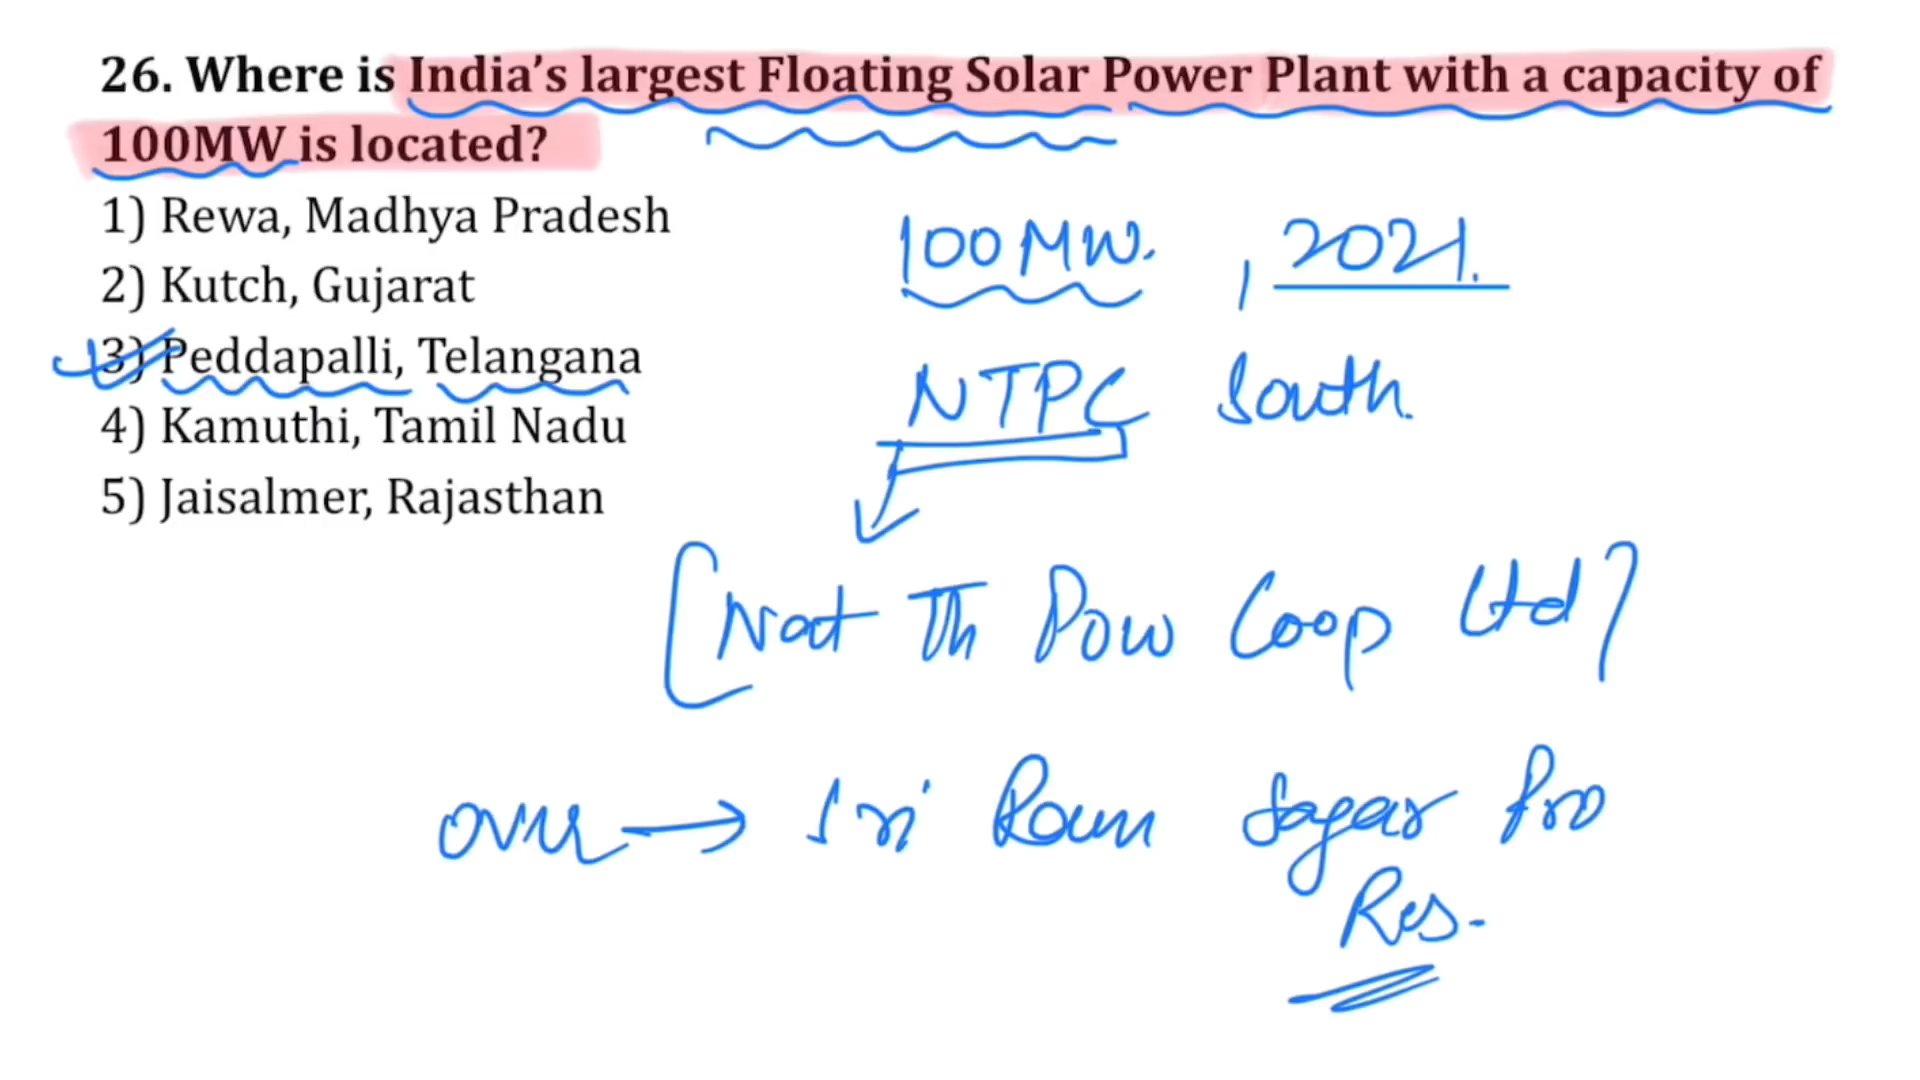 26. Where is India's largest Floating Solar Power Plant with a capacity of
100MW is located?
1) Rewa, Madhya Pradesh
2) Kutch, Gujarat
3) Peddapalli, Telangana
4) Kamuthi, Tamil Nadu
5) Jaisalmer, Rajasthan
100MW. , 2021.
NTPC South.
[Nat Th Pow Coop Ltd]
over → Sri Ram Sagar Pro
Res.